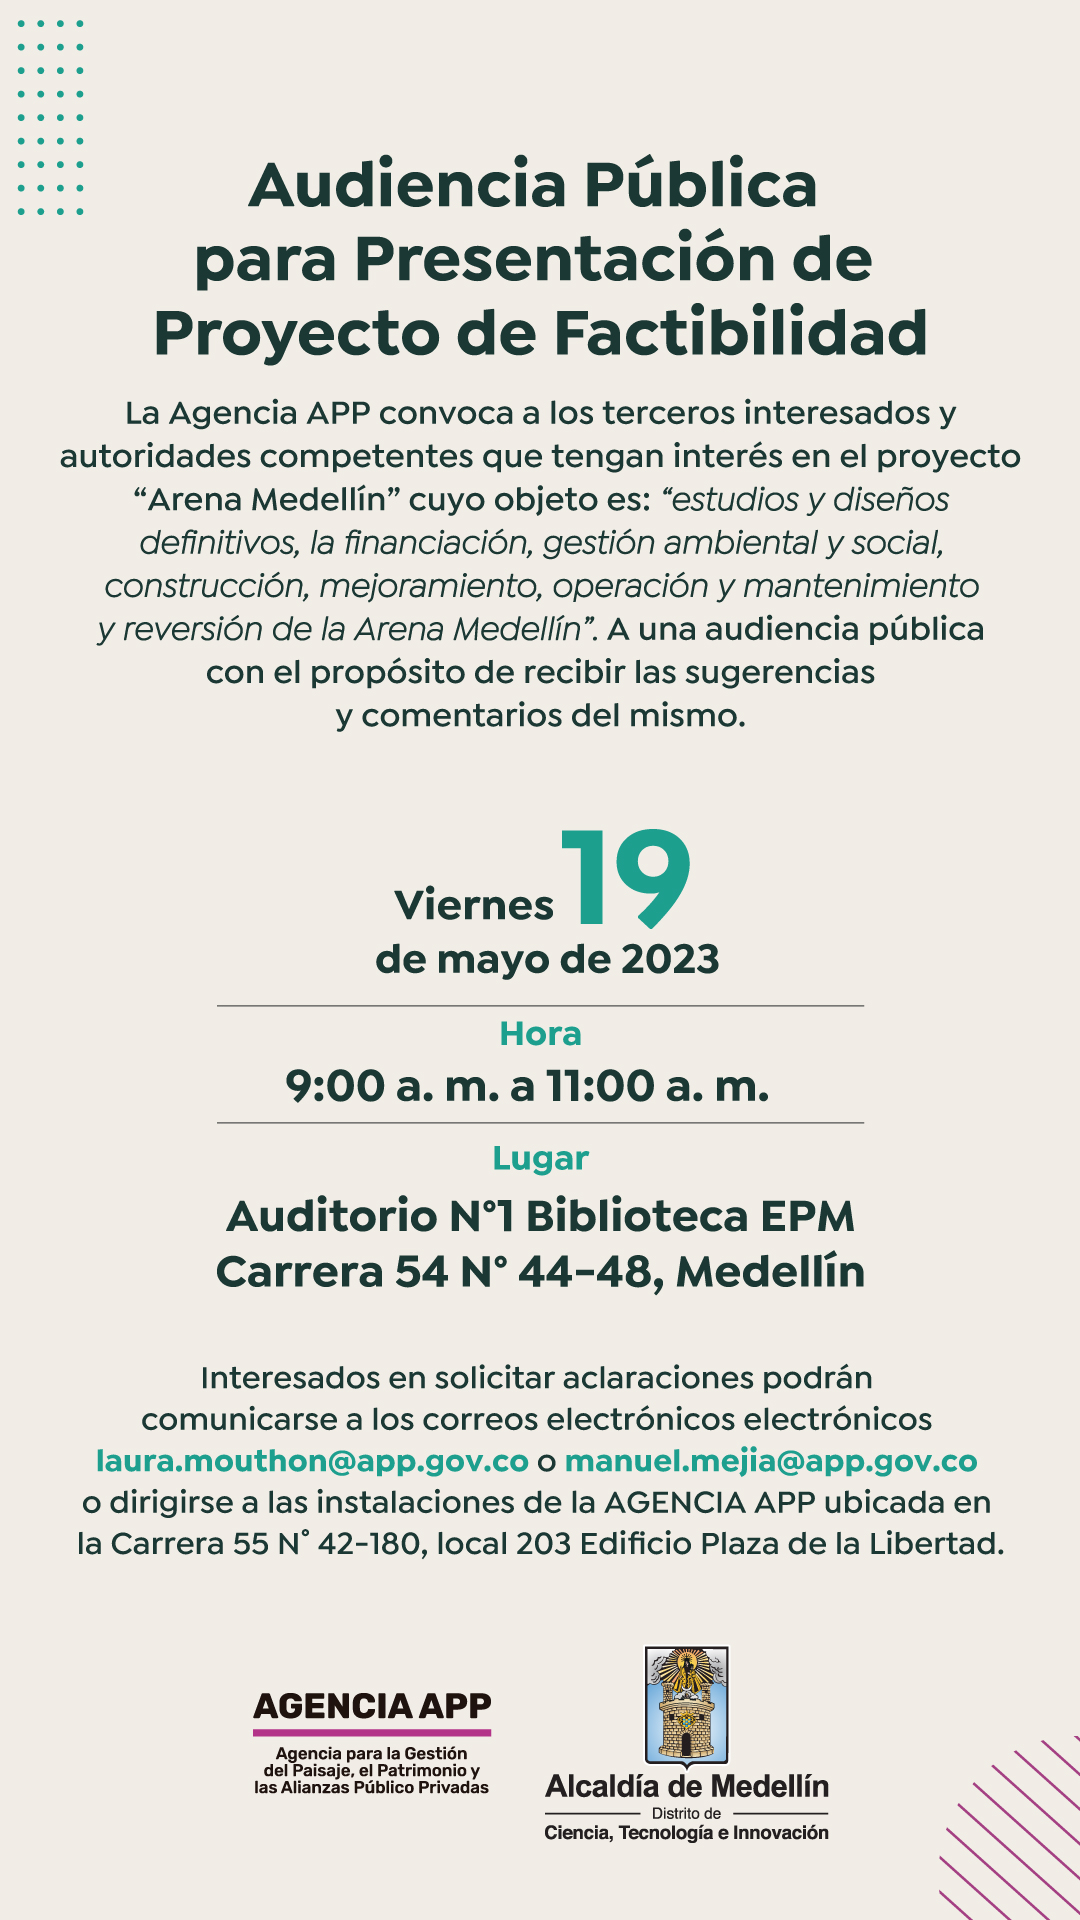 Audiencia Pública
para Presentación de
Proyecto de Factibilidad
La Agencia APP convoca a los terceros interesados y
autoridades competentes que tengan interés en el proyecto
“Arena Medellín” cuyo objeto es: “estudios y diseños
definitivos, la financiación, gestión ambiental y social,
construcción, mejoramiento, operación y mantenimiento
y reversión de la Arena Medellín”. A una audiencia pública
con el propósito de recibir las sugerencias
y comentarios del mismo.
Viernes 19
de mayo de 2023
Hora
9:00 a. m. a 11:00 a. m.
Lugar
Auditorio N°1 Biblioteca EPM
Carrera 54 N° 44-48, Medellín
Interesados en solicitar aclaraciones podrán
comunicarse a los correos electrónicos electrónicos
laura.mouthon@app.gov.co o manuel.mejia@app.gov.co
o dirigirse a las instalaciones de la AGENCIA APP ubicada en
la Carrera 55 N° 42-180, local 203 Edificio Plaza de la Libertad.
AGENCIA APP
Agencia para la Gestión
del Paisaje, el Patrimonio y
las Alianzas Público Privadas
Alcaldía de Medellín
Distrito de
Ciencia, Tecnología e Innovación